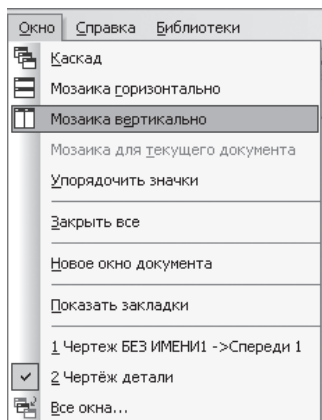 Окно Справка Библиотеки
Каскад
Мозаика горизонтально
Мозаика вертикально
Мозаика для текущего документа
Упорядочить значки
Закрыть все
Новое окно документа
Показать закладки
1 Чертеж БЕЗ ИМЕНИ1 ->Спереди 1
2 Чертёж детали
Все окна...